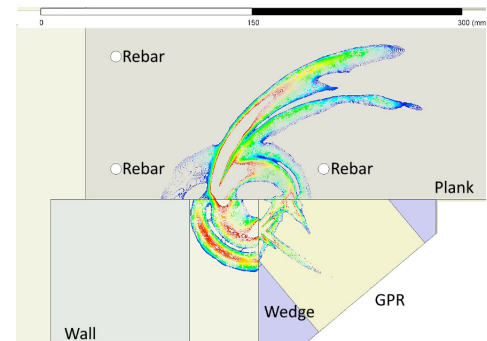 0 150 300 (mm
Rebar
Rebar Rebar
Plank
Wedge GPR
Wall